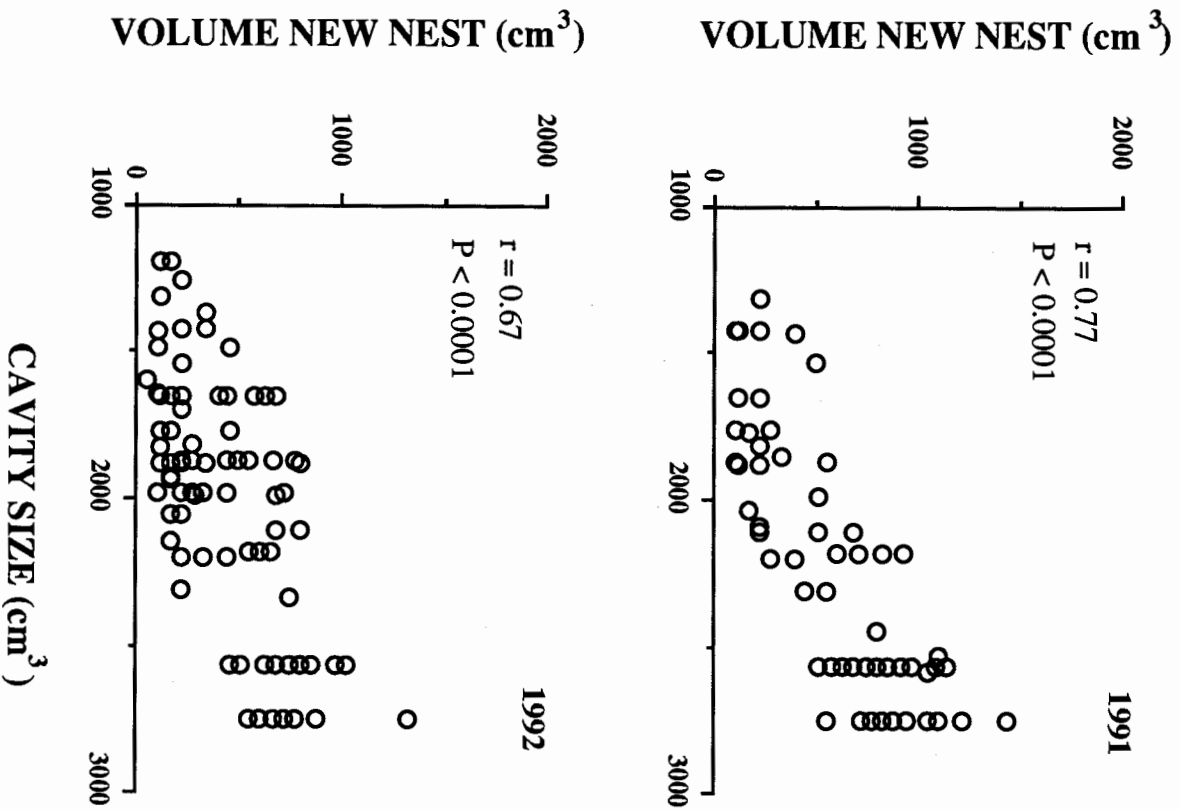 VOLUME NEW NEST (cm³)
2000
1000
0
1000
2000
3000
r = 0.77
P < 0.0001
1991
VOLUME NEW NEST (cm³)
2000
1000
0
1000
2000
3000
r = 0.67
P < 0.0001
1992
CAVITY SIZE (cm³)